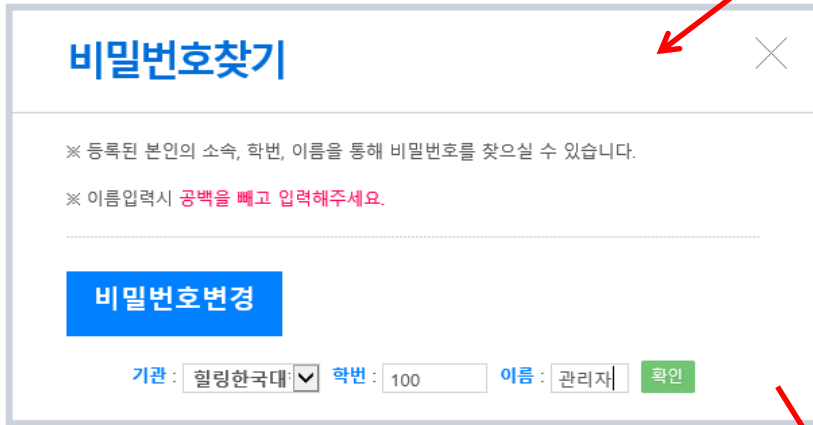 비밀번호찾기
※ 등록된 본인의 소속, 학번, 이름을 통해 비밀번호를 찾으실 수 있습니다.
※ 이름입력시 공백을 빼고 입력해주세요.
비밀번호변경
기관 : 힐링한국대 학번 : 100 이름 : 관리자 확인